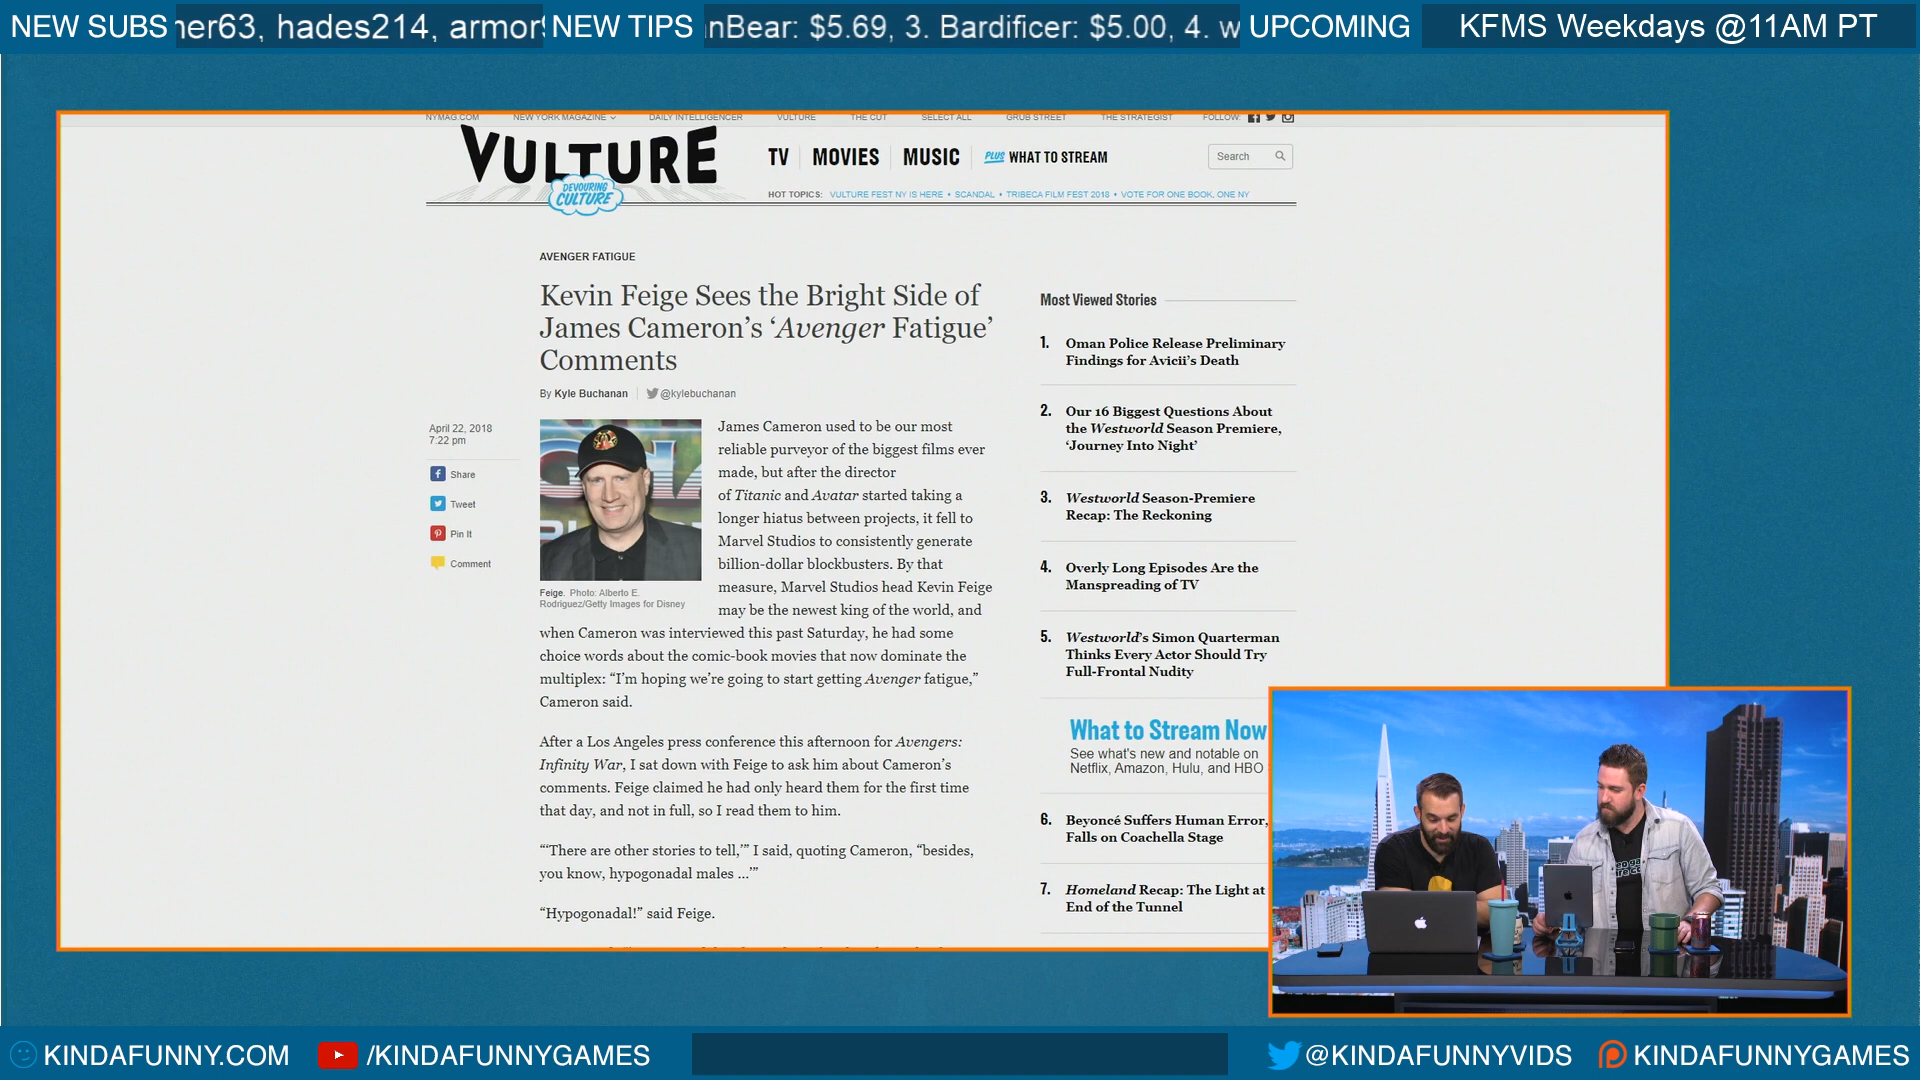 NEW SUBS
ner63, hades214, armor
NEW TIPS
nBear: $5.69, 3. Bardificer: $5.00, 4. w
UPCOMING
KFMS Weekdays @11AM PT
NYMAG.COM
NEW YORK MAGAZINE
DAILY INTELLIGENCER
VULTURE
THE CUT
SELECT ALL
GRUB STREET
THE STRATEGIST
FOLLOW:
VULTURE
DEVOURING
CULTURE
TV
MOVIES
MUSIC
PLUS WHAT TO STREAM
Search
HOT TOPICS: VULTURE FEST NY IS HERE • SCANDAL • TRIBECA FILM FEST 2018 • VOTE FOR ONE BOOK, ONE NY
AVENGER FATIGUE
Kevin Feige Sees the Bright Side of
James Cameron’s ‘Avenger Fatigue’
Comments
By Kyle Buchanan
@kylebuchanan
April 22, 2018
7:22 pm
Share
Tweet
Pin It
Comment
Feige. Photo: Alberto E.
Rodriguez/Getty Images for Disney
James Cameron used to be our most
reliable purveyor of the biggest films ever
made, but after the director
of Titanic and Avatar started taking a
longer hiatus between projects, it fell to
Marvel Studios to consistently generate
billion-dollar blockbusters. By that
measure, Marvel Studios head Kevin Feige
may be the newest king of the world, and
when Cameron was interviewed this past Saturday, he had some
choice words about the comic-book movies that now dominate the
multiplex: “I’m hoping we’re going to start getting Avenger fatigue,”
Cameron said.
After a Los Angeles press conference this afternoon for Avengers:
Infinity War, I sat down with Feige to ask him about Cameron’s
comments. Feige claimed he had only heard them for the first time
that day, and not in full, so I read them to him.
“‘There are other stories to tell,’” I said, quoting Cameron, “besides,
you know, hypogonadal males ...’”
“Hypogonadal!” said Feige.
Most Viewed Stories
1. Oman Police Release Preliminary
Findings for Avicii’s Death
2. Our 16 Biggest Questions About
the Westworld Season Premiere,
‘Journey Into Night’
3. Westworld Season-Premiere
Recap: The Reckoning
4. Overly Long Episodes Are the
Manspreading of TV
5. Westworld’s Simon Quarterman
Thinks Every Actor Should Try
Full-Frontal Nudity
What to Stream Now
See what's new and notable on
Netflix, Amazon, Hulu, and HBO
6. Beyoncé Suffers Human Error,
Falls on Coachella Stage
7. Homeland Recap: The Light at
End of the Tunnel
KINDAFUNNY.COM
/KINDAFUNNYGAMES
@KINDAFUNNYVIDS
KINDAFUNNYGAMES